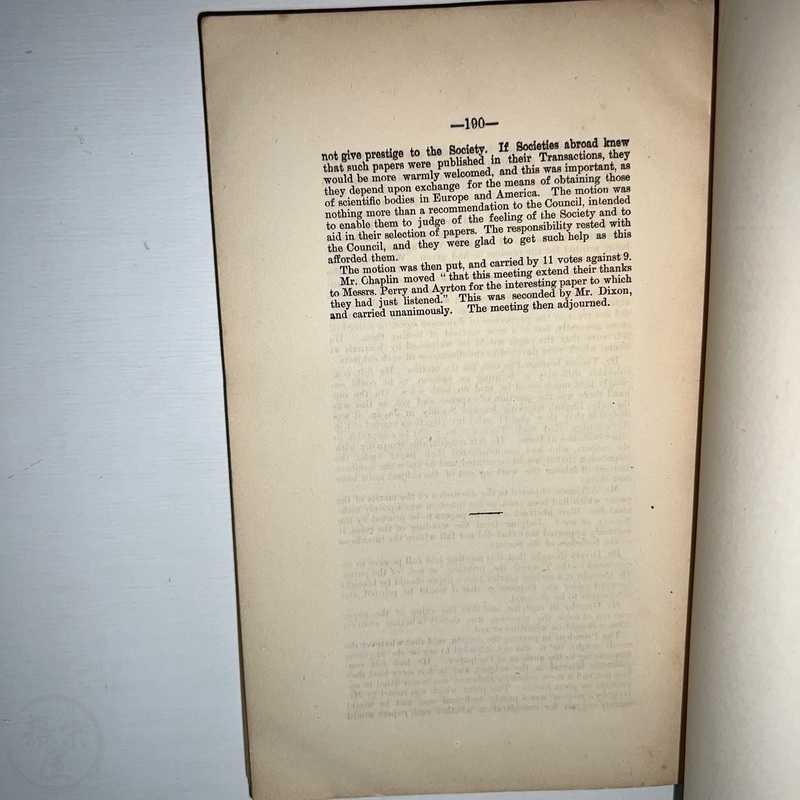 —190—
not give prestige to the Society. If Societies abroad knew
that such papers were published in their Transactions, they
would be more warmly welcomed, and this was important, as
they depend upon exchange for the means of obtaining those
of scientific bodies in Europe and America. The motion was
nothing more than a recommendation to the Council, intended
to enable them to judge of the feeling of the Society and to
aid in their selection of papers. The responsibility rested with
the Council, and they were glad to get such help as this
afforded them.
The motion was then put, and carried by 11 votes against 9.
Mr. Chaplin moved “that this meeting extend their thanks
to Messrs. Perry and Ayrton for the interesting paper to which
they had just listened.” This was seconded by Mr. Dixon,
and carried unanimously. The meeting then adjourned.